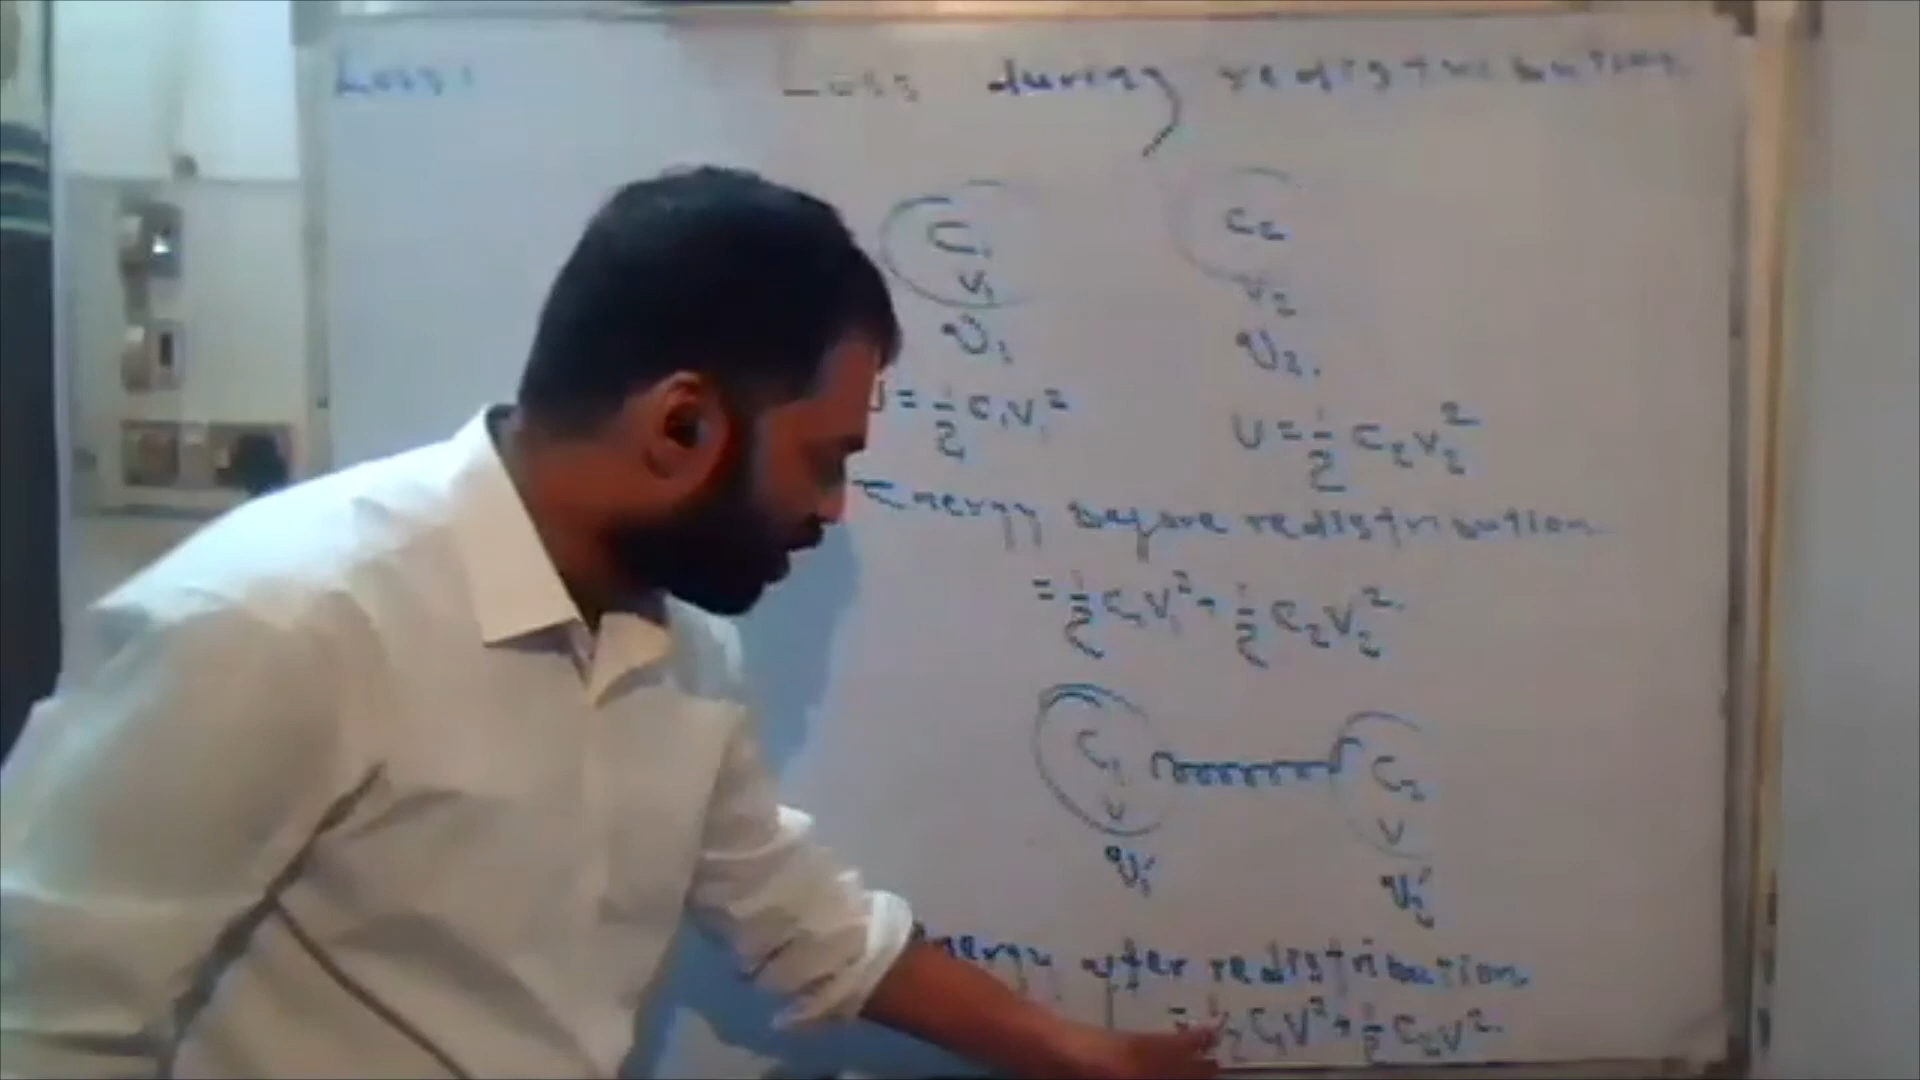 Loss:
Loss during redistribution
C₁ C₂
V₁ V₂
q₁ q₂.
U = ½ C₁V₁² U = ½ C₂V₂²
Energy before redistribution
= ½ C₁V₁² + ½ C₂V₂².
C₁ C₂
V V
q₁' q₂'
energy after redistribution
= ½ C₁V² + ½ C₂V².